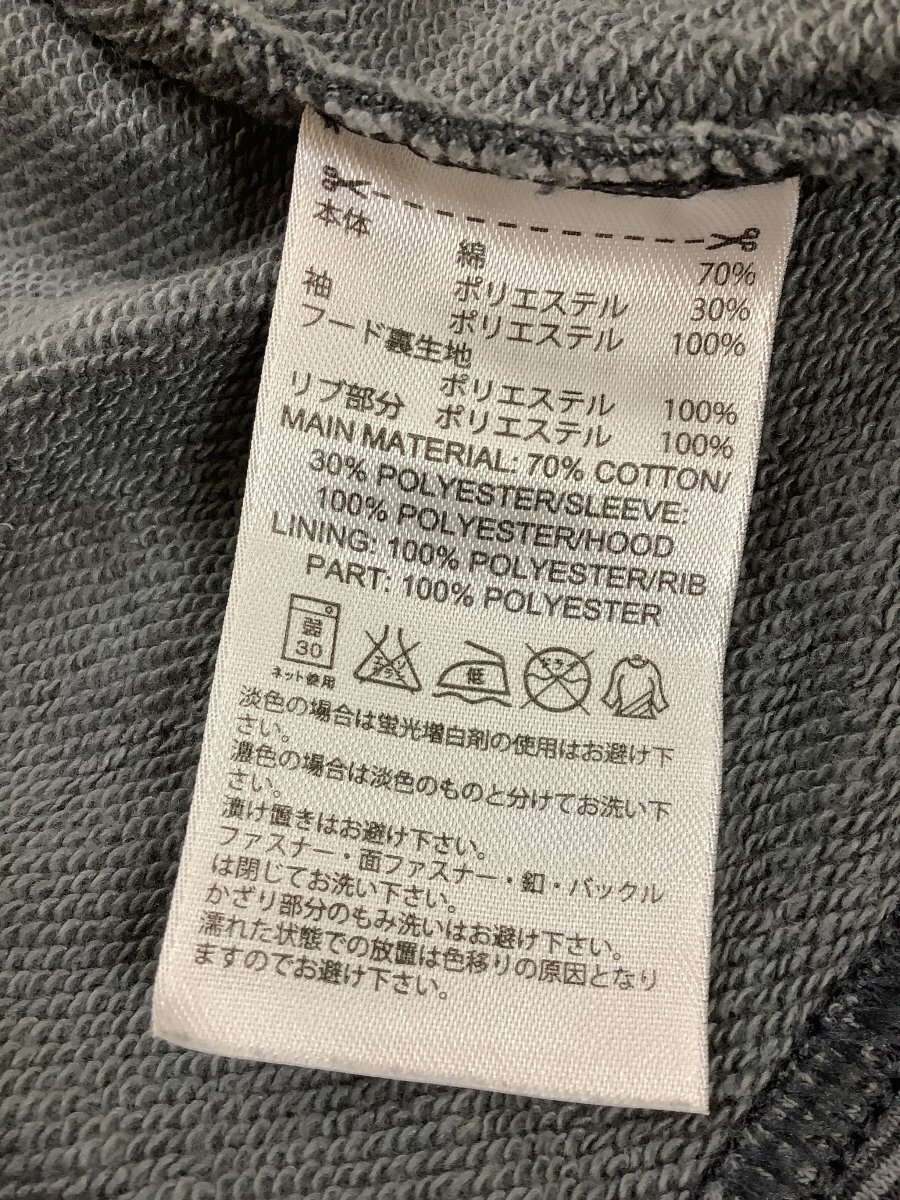 本体 綿 70%
ポリエステル 30%
袖 ポリエステル 100%
フード裏生地
ポリエステル 100%
リブ部分 ポリエステル 100%
MAIN MATERIAL: 70% COTTON/
30% POLYESTER/SLEEVE:
100% POLYESTER/HOOD
LINING: 100% POLYESTER/RIB
PART: 100% POLYESTER
弱
30
ネット使用
エンソサラシ
低
ドライ
淡色の場合は蛍光増白剤の使用はお避け下
さい。
濃色の場合は淡色のものと分けてお洗い下
さい。
漬け置きはお避け下さい。
ファスナー・面ファスナー・釦・バックル
は閉じてお洗い下さい。
かざり部分のもみ洗いはお避け下さい。
濡れた状態での放置は色移りの原因となり
ますのでお避け下さい。